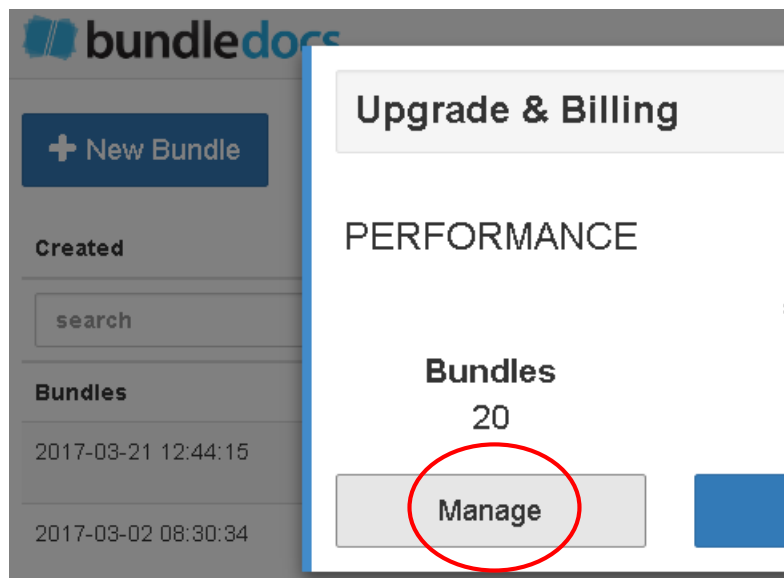 bundledocs
New Bundle
Created
search
Bundles
2017-03-21 12:44:15
2017-03-02 08:30:34
Upgrade & Billing
PERFORMANCE
Bundles
20
Manage